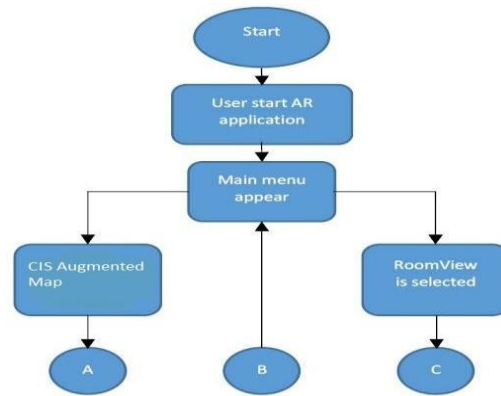 Start
User start AR
application
Main menu
appear
CIS Augmented
Map
RoomView
is selected
A
B
C